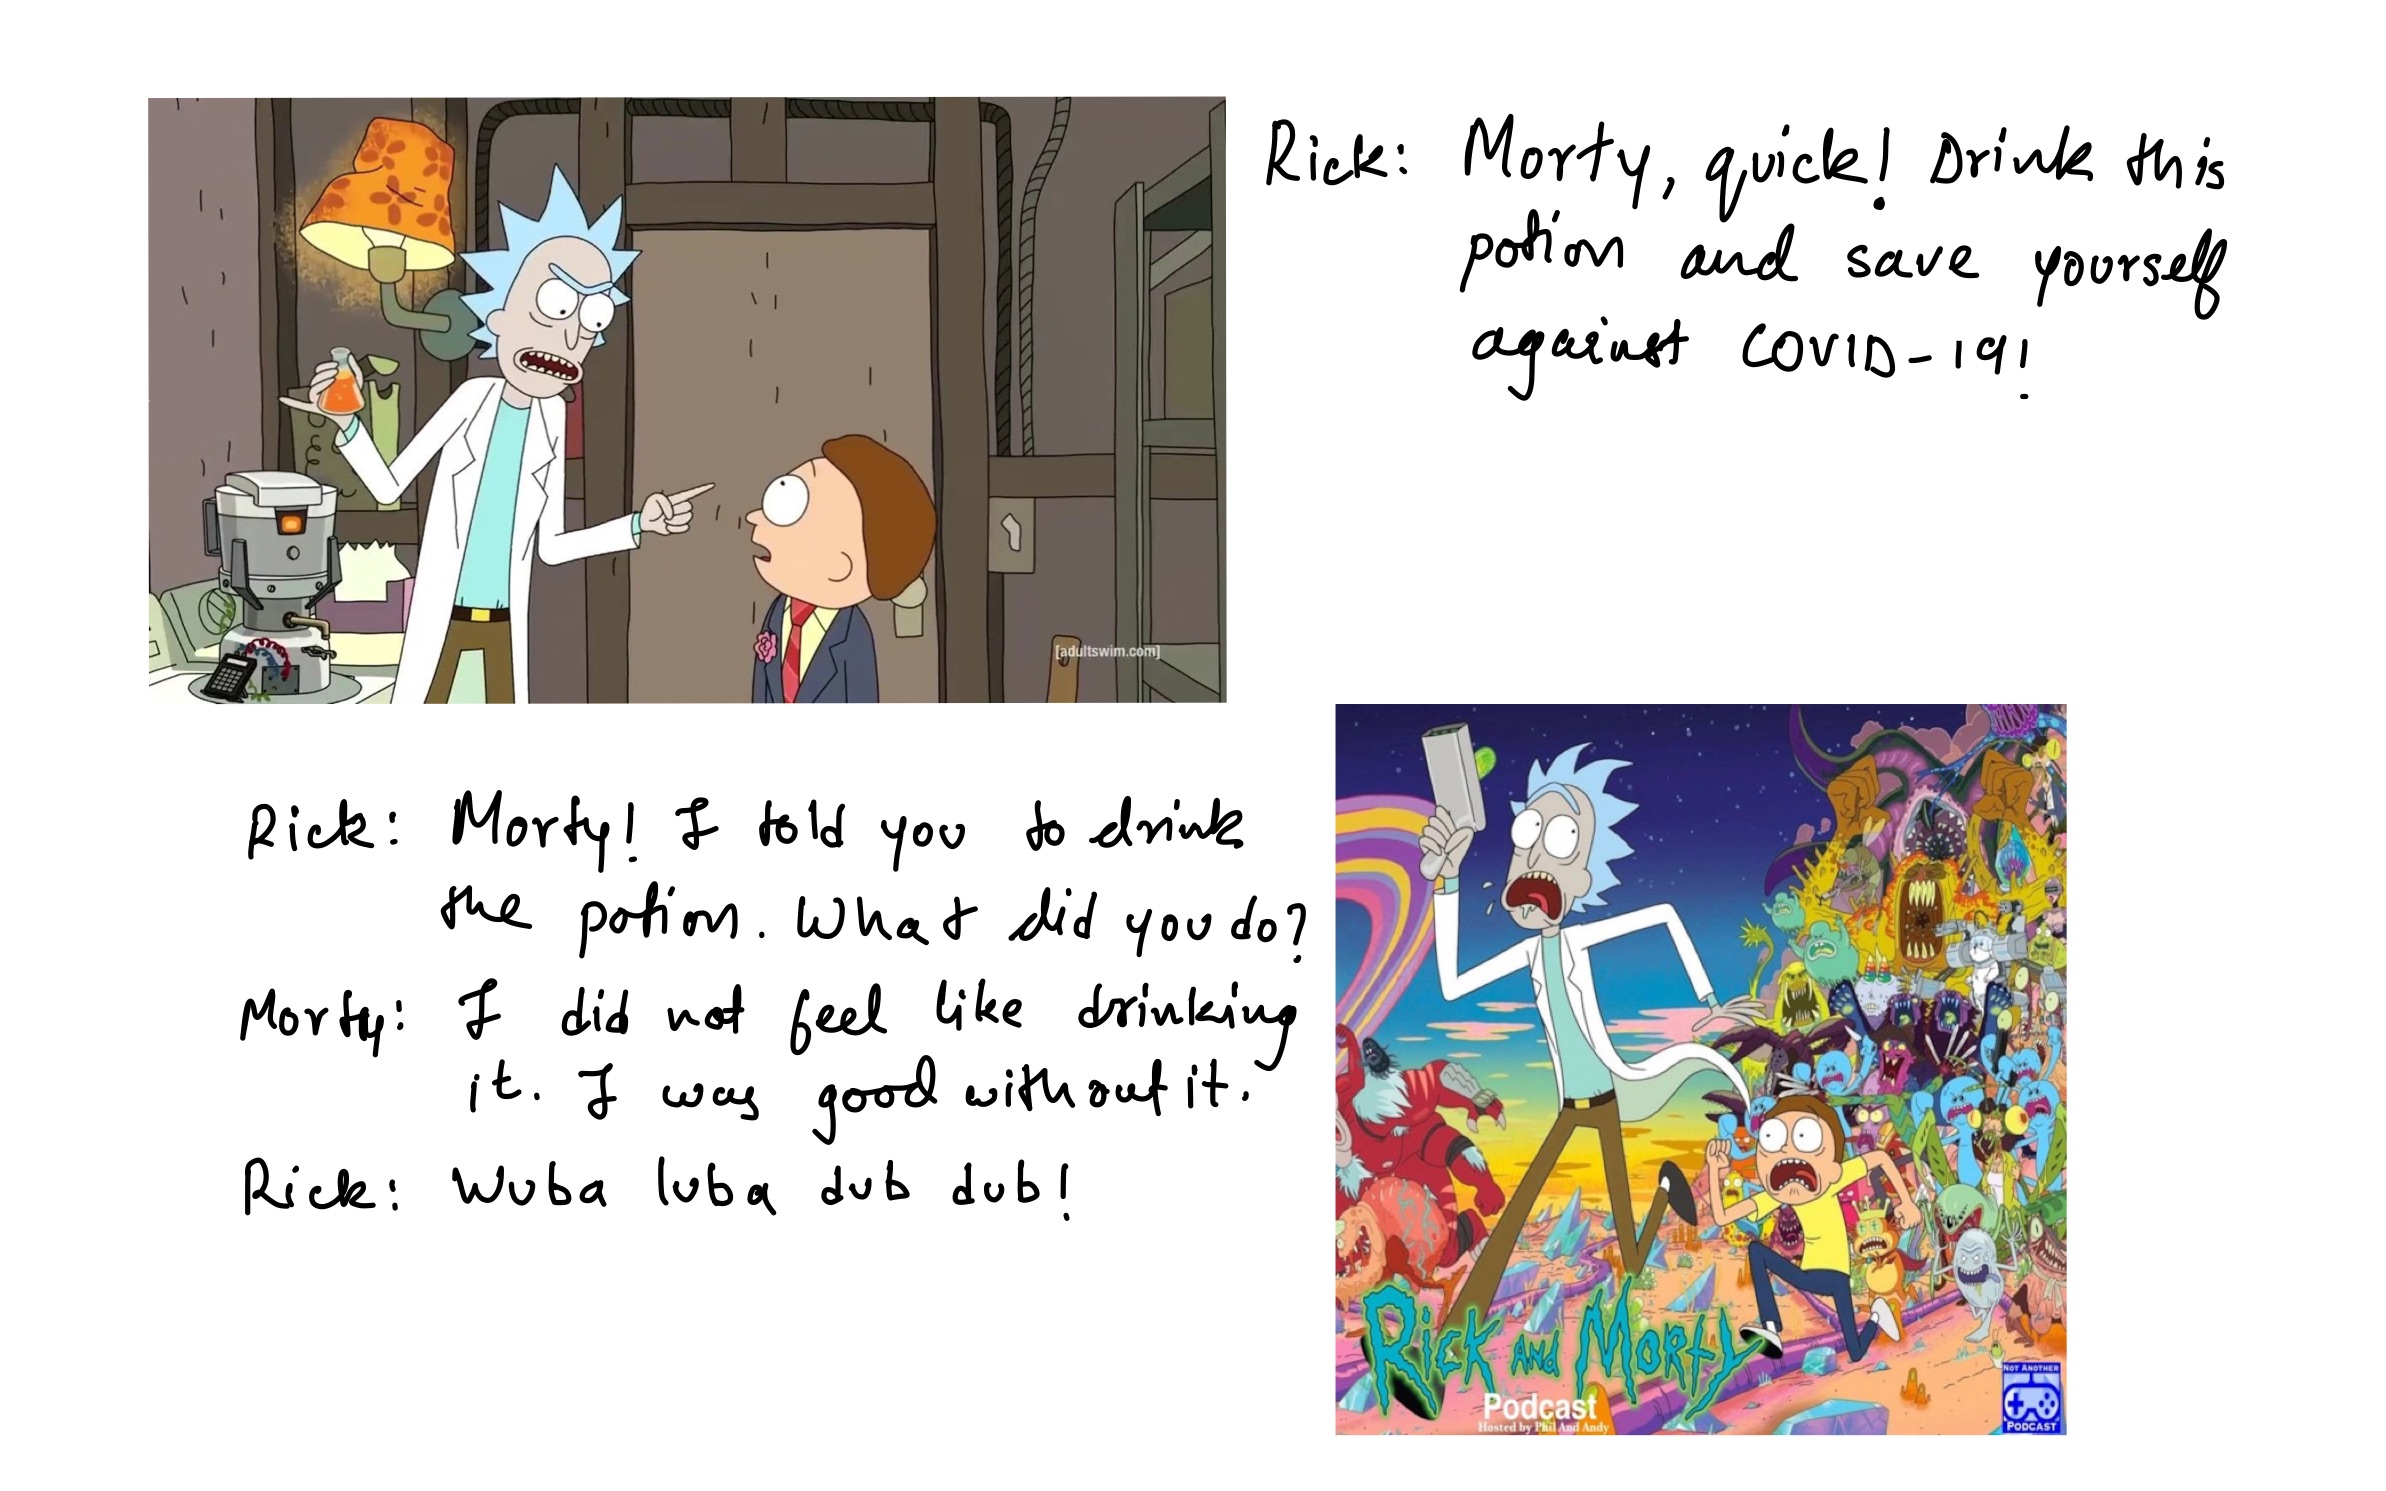 Rick: Morty, quick! Drink this
potion and save yourself
against COVID-19!
[adultswim.com]
Rick: Morty! I told you to drink
the potion. What did you do?
Morty: I did not feel like drinking
it. I was good without it.
Rick: Wuba luba dub dub!
RICK AND MORTY
Podcast
Hosted by Phil And Andy
NOT ANOTHER
PODCAST